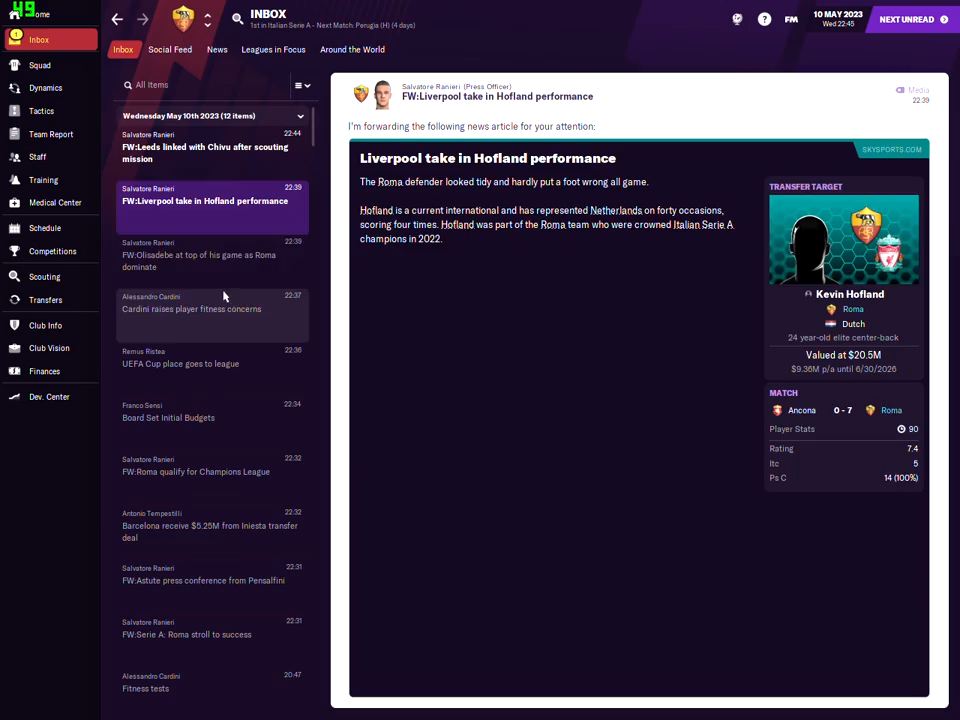 49
Home
INBOX
1st in Italian Serie A - Next Match: Perugia (H) (4 days)
FM
10 MAY 2023
Wed 22:45
NEXT UNREAD
1
Inbox
Squad
Dynamics
Tactics
Team Report
Staff
Training
Medical Center
Schedule
Competitions
Scouting
Transfers
Club Info
Club Vision
Finances
Dev. Center
Inbox
Social Feed
News
Leagues in Focus
Around the World
All Items
Wednesday May 10th 2023 (12 items)
Salvatore Ranieri
22:44
FW:Leeds linked with Chivu after scouting
mission
Salvatore Ranieri
22:39
FW:Liverpool take in Hofland performance
Salvatore Ranieri
22:39
FW:Olisadebe at top of his game as Roma
dominate
Alessandro Cardini
22:37
Cardini raises player fitness concerns
Remus Ristea
22:36
UEFA Cup place goes to league
Franco Sensi
22:34
Board Set Initial Budgets
Salvatore Ranieri
22:32
FW:Roma qualify for Champions League
Antonio Tempestilli
22:32
Barcelona receive $5.25M from Iniesta transfer
deal
Salvatore Ranieri
22:31
FW:Astute press conference from Pensalfini
Salvatore Ranieri
22:31
FW:Serie A: Roma stroll to success
Alessandro Cardini
20:47
Fitness tests
Salvatore Ranieri (Press Officer)
FW:Liverpool take in Hofland performance
Media
22:39
I'm forwarding the following news article for your attention:
SKYSPORTS.COM
Liverpool take in Hofland performance
The Roma defender looked tidy and hardly put a foot wrong all game.
Hofland is a current international and has represented Netherlands on forty occasions,
scoring four times. Hofland was part of the Roma team who were crowned Italian Serie A
champions in 2022.
TRANSFER TARGET
Kevin Hofland
Roma
Dutch
24 year-old elite center-back
Valued at $20.5M
$9.36M p/a until 6/30/2026
MATCH
Ancona
0 - 7
Roma
Player Stats
90
Rating
7.4
Itc
5
Ps C
14 (100%)